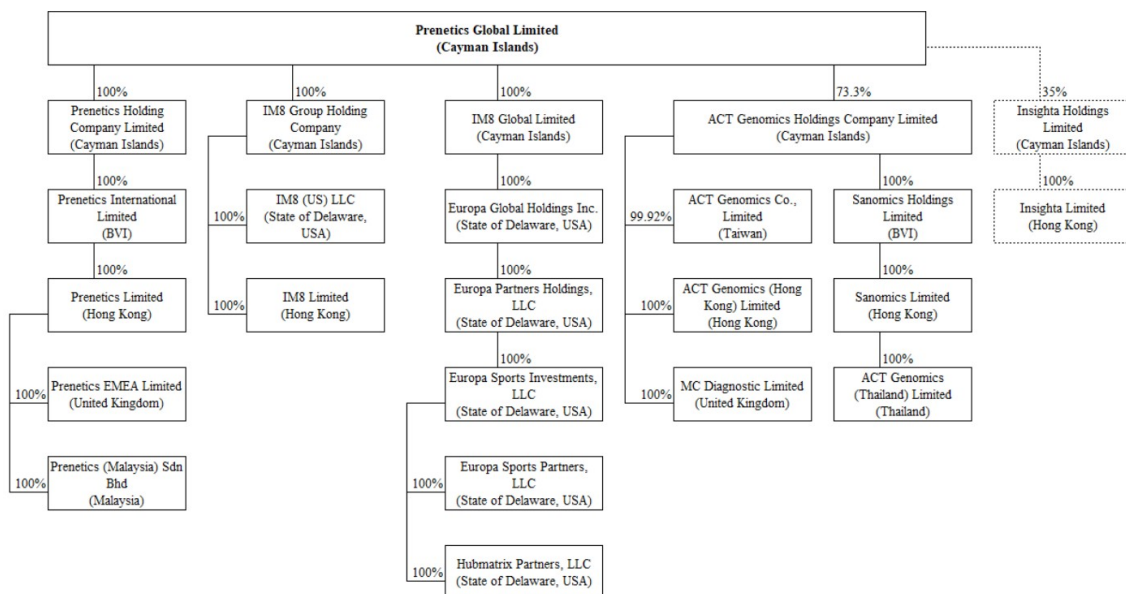 Prenetics Global Limited
(Cayman Islands)
100%
100%
100%
73.3%
35%
Prenetics Holding
Company Limited
(Cayman Islands)
IM8 Group Holding
Company
(Cayman Islands)
IM8 Global Limited
(Cayman Islands)
ACT Genomics Holdings Company Limited
(Cayman Islands)
Insighta Holdings
Limited
(Cayman Islands)
100%
100%
100%
100%
Prenetics International
Limited
(BVI)
100%
IM8 (US) LLC
(State of Delaware,
USA)
Europa Global Holdings Inc.
(State of Delaware, USA)
99.92%
ACT Genomics Co.,
Limited
(Taiwan)
Sanomics Holdings
Limited
(BVI)
Insighta Limited
(Hong Kong)
100%
100%
100%
Prenetics Limited
(Hong Kong)
100%
IM8 Limited
(Hong Kong)
Europa Partners Holdings,
LLC
(State of Delaware, USA)
100%
ACT Genomics (Hong
Kong) Limited
(Hong Kong)
Sanomics Limited
(Hong Kong)
100%
100%
100%
Prenetics EMEA Limited
(United Kingdom)
Europa Sports Investments,
LLC
(State of Delaware, USA)
100%
MC Diagnostic Limited
(United Kingdom)
ACT Genomics
(Thailand) Limited
(Thailand)
100%
Prenetics (Malaysia) Sdn
Bhd
(Malaysia)
100%
Europa Sports Partners,
LLC
(State of Delaware, USA)
100%
Hubmatrix Partners, LLC
(State of Delaware, USA)